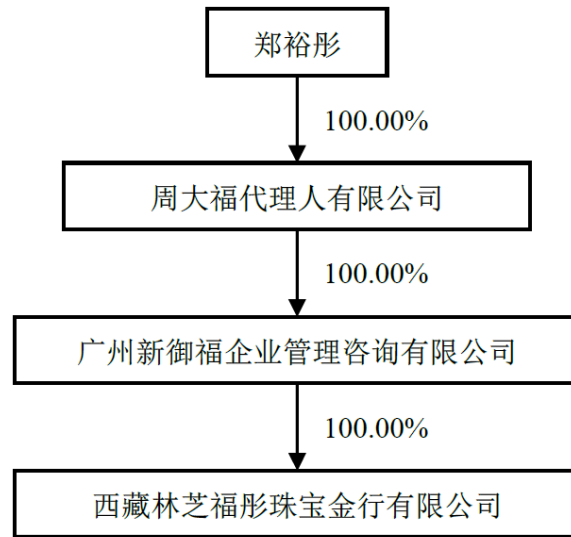 郑裕彤
100.00%
周大福代理人有限公司
100.00%
广州新御福企业管理咨询有限公司
100.00%
西藏林芝福彤珠宝金行有限公司